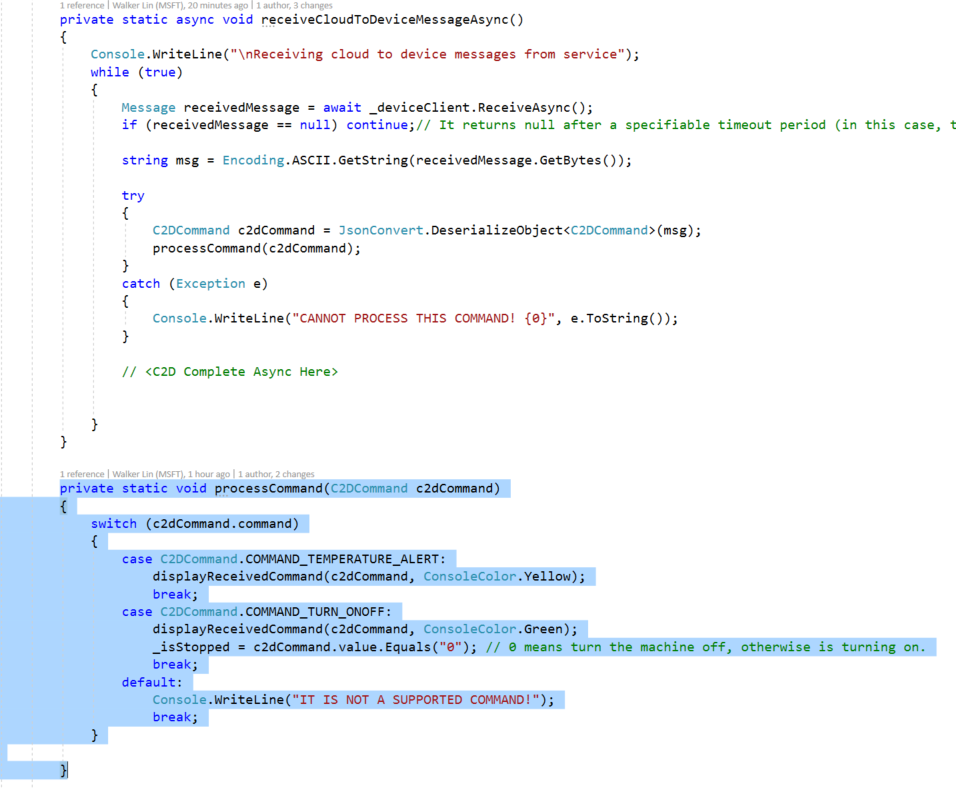 1 reference | Walker Lin (MSFT), 20 minutes ago | 1 author, 3 changes
private static async void receiveCloudToDeviceMessageAsync()
{
    Console.WriteLine("\nReceiving cloud to device messages from service");
    while (true)
    {
        Message receivedMessage = await _deviceClient.ReceiveAsync();
        if (receivedMessage == null) continue;// It returns null after a specifiable timeout period (in this case, t

        string msg = Encoding.ASCII.GetString(receivedMessage.GetBytes());

        try
        {
            C2DCommand c2dCommand = JsonConvert.DeserializeObject<C2DCommand>(msg);
            processCommand(c2dCommand);
        }
        catch (Exception e)
        {
            Console.WriteLine("CANNOT PROCESS THIS COMMAND! {0}", e.ToString());
        }

        // <C2D Complete Async Here>

    }
}

1 reference | Walker Lin (MSFT), 1 hour ago | 1 author, 2 changes
private static void processCommand(C2DCommand c2dCommand)
{
    switch (c2dCommand.command)
    {
        case C2DCommand.COMMAND_TEMPERATURE_ALERT:
            displayReceivedCommand(c2dCommand, ConsoleColor.Yellow);
            break;
        case C2DCommand.COMMAND_TURN_ONOFF:
            displayReceivedCommand(c2dCommand, ConsoleColor.Green);
            _isStopped = c2dCommand.value.Equals("0"); // 0 means turn the machine off, otherwise is turning on.
            break;
        default:
            Console.WriteLine("IT IS NOT A SUPPORTED COMMAND!");
            break;
    }

}